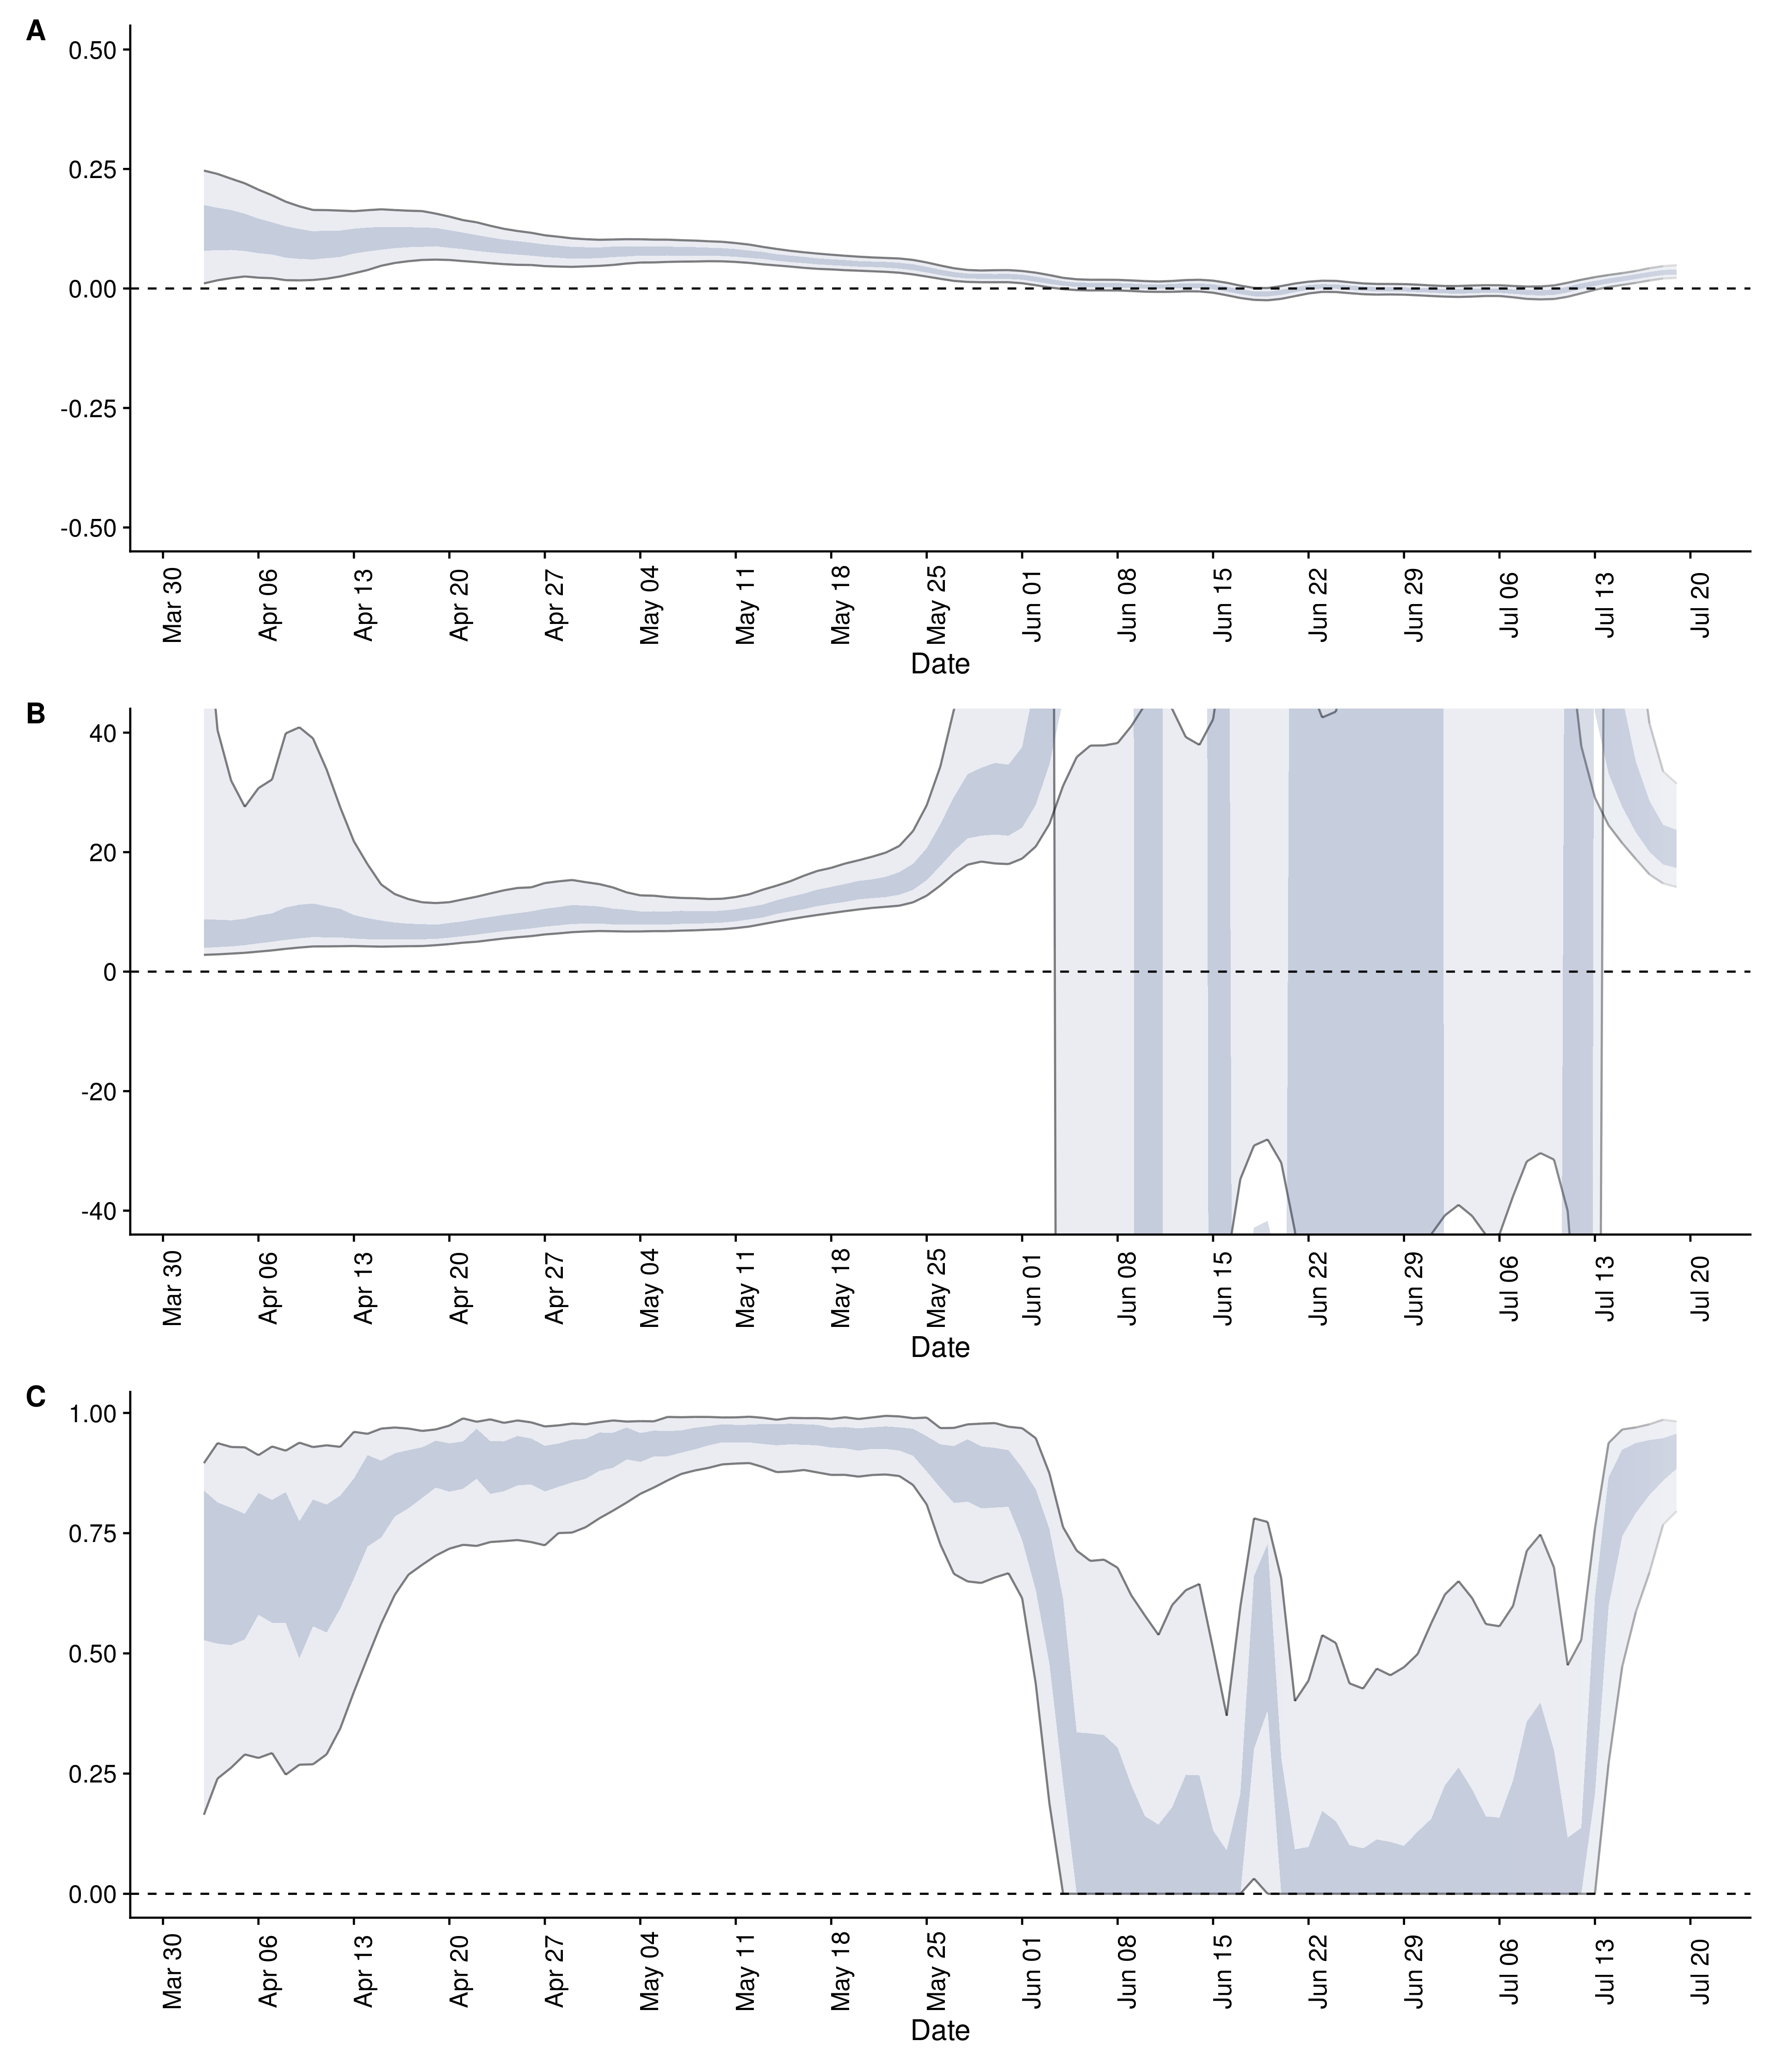 A
0.50
0.25
0.00
-0.25
-0.50
Mar 30
Apr 06
Apr 13
Apr 20
Apr 27
May 04
May 11
May 18
May 25
Jun 01
Jun 08
Jun 15
Jun 22
Jun 29
Jul 06
Jul 13
Jul 20
Date
B
40
20
0
-20
-40
Mar 30
Apr 06
Apr 13
Apr 20
Apr 27
May 04
May 11
May 18
May 25
Jun 01
Jun 08
Jun 15
Jun 22
Jun 29
Jul 06
Jul 13
Jul 20
Date
C
1.00
0.75
0.50
0.25
0.00
Mar 30
Apr 06
Apr 13
Apr 20
Apr 27
May 04
May 11
May 18
May 25
Jun 01
Jun 08
Jun 15
Jun 22
Jun 29
Jul 06
Jul 13
Jul 20
Date